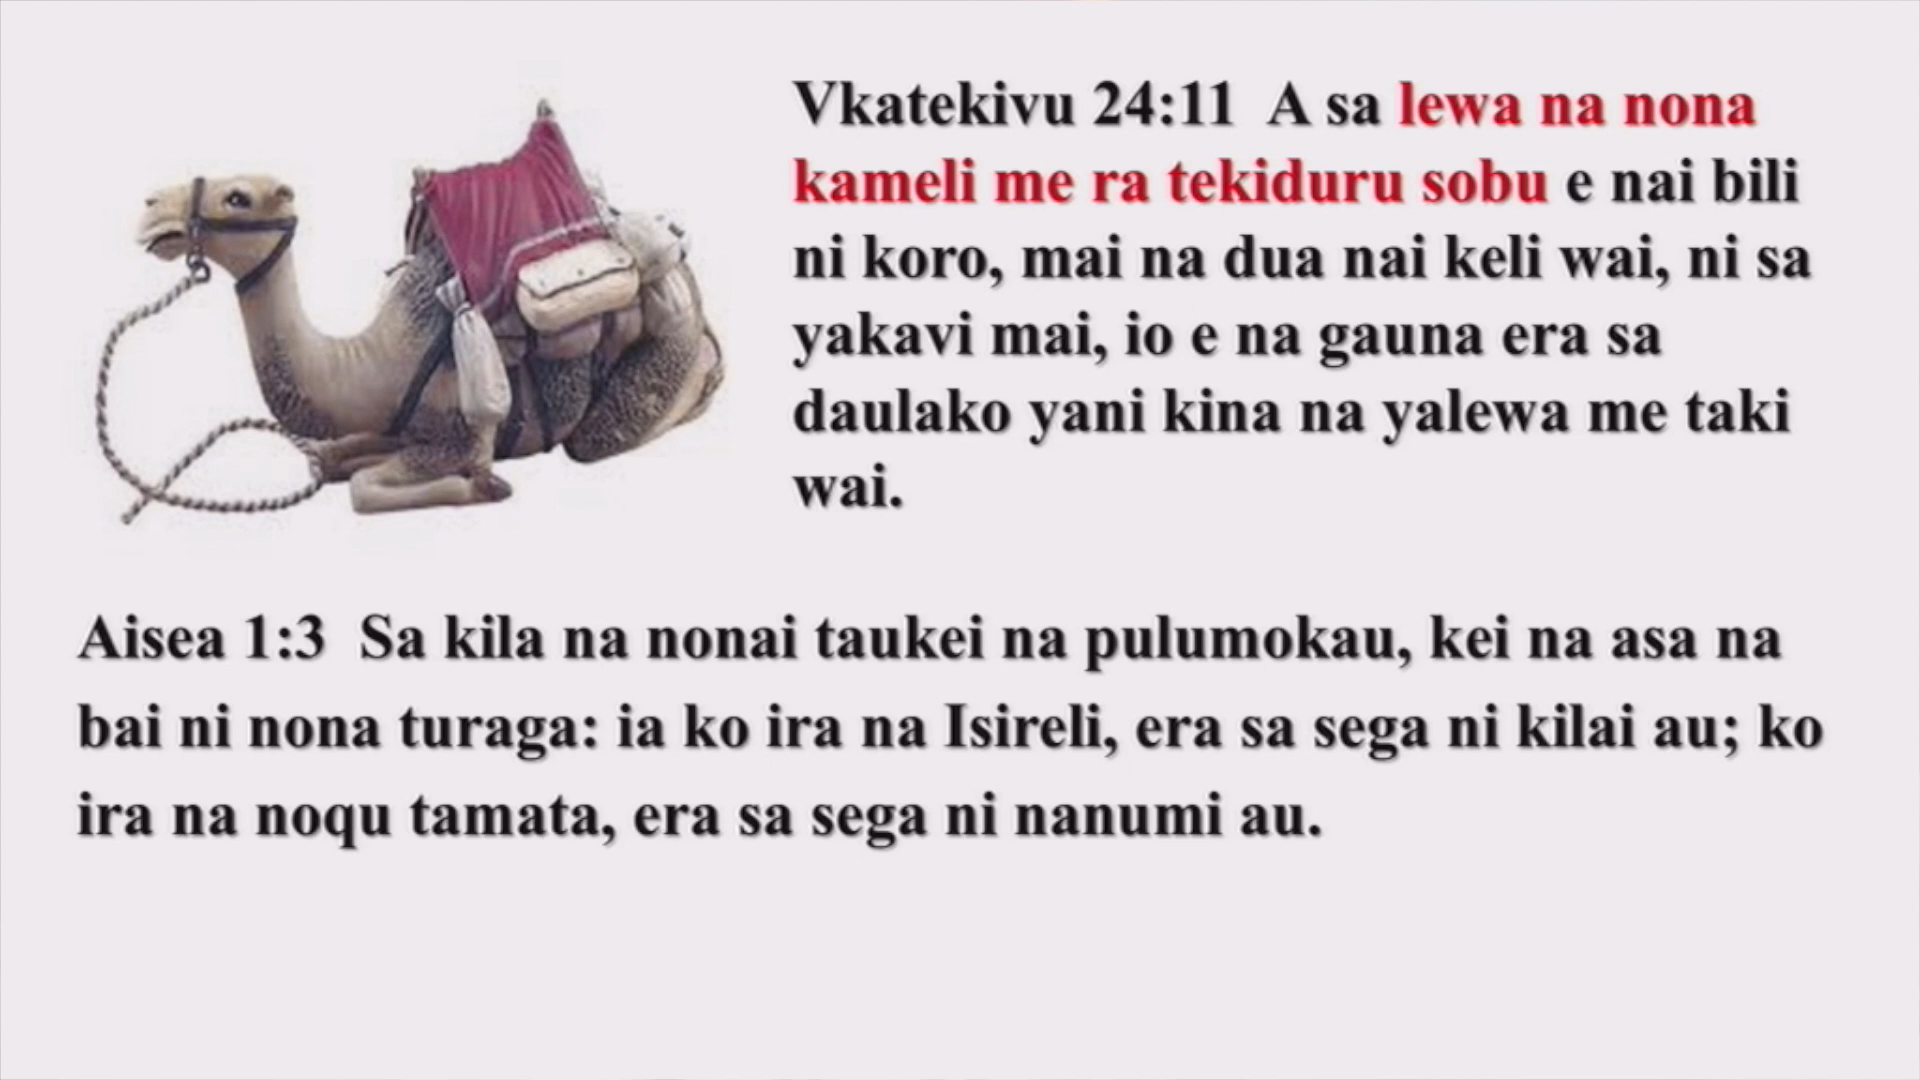 Vkatekivu 24:11  A sa lewa na nona
kameli me ra tekiduru sobu e nai bili
ni koro, mai na dua nai keli wai, ni sa
yakavi mai, io e na gauna era sa
daulako yani kina na yalewa me taki
wai.
Aisea 1:3  Sa kila na nonai taukei na pulumokau, kei na asa na
bai ni nona turaga: ia ko ira na Isireli, era sa sega ni kilai au; ko
ira na noqu tamata, era sa sega ni nanumi au.